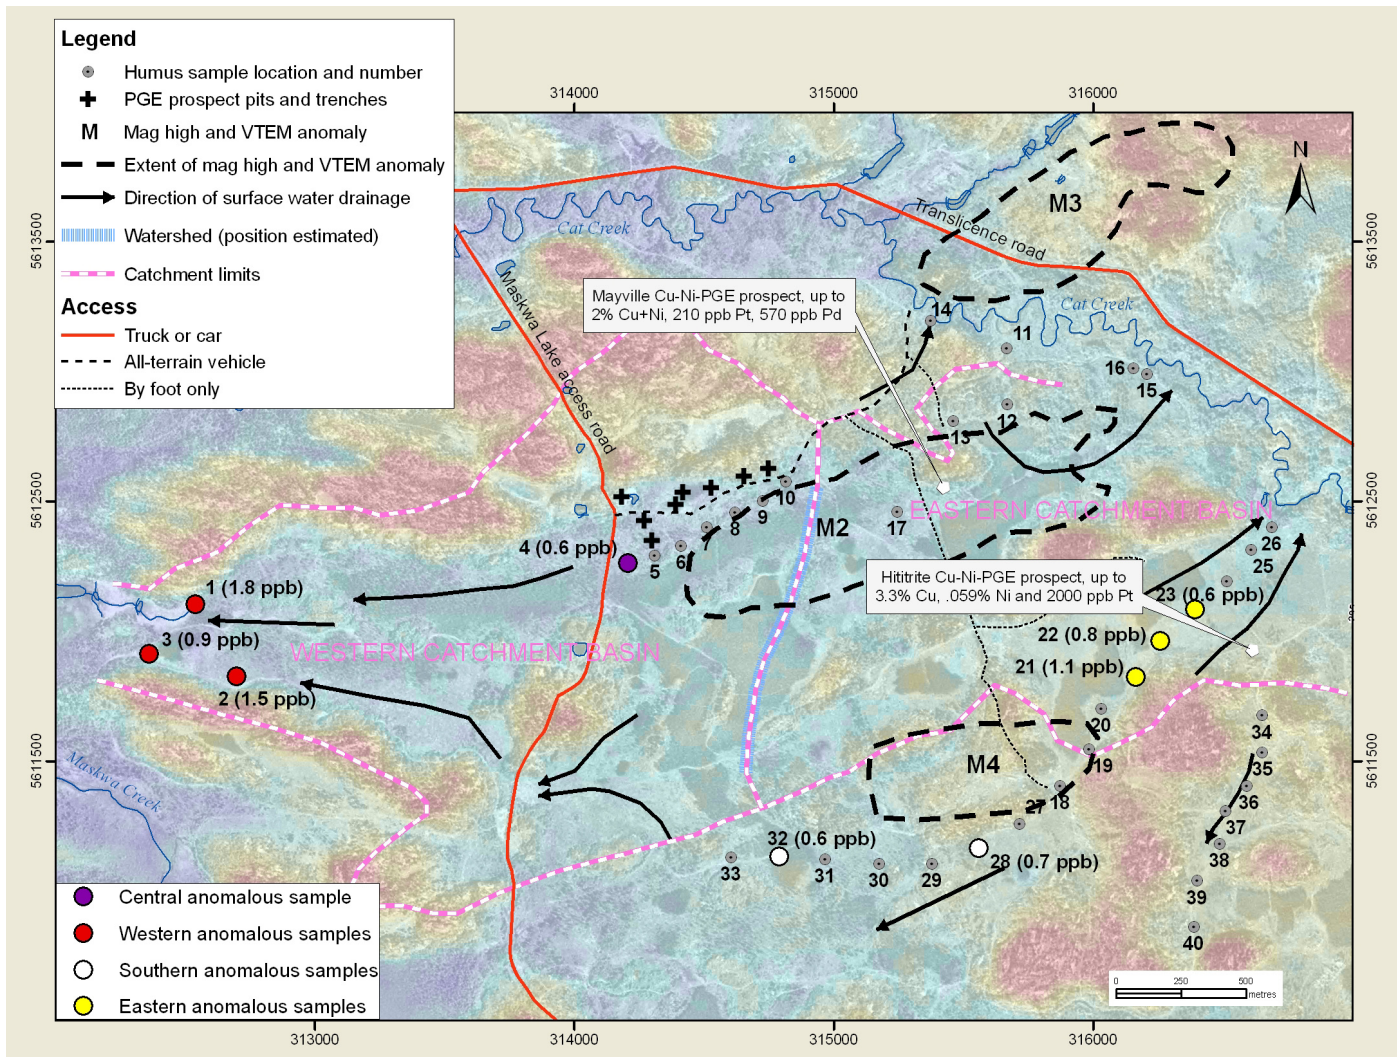 Legend
Humus sample location and number
PGE prospect pits and trenches
M Mag high and VTEM anomaly
Extent of mag high and VTEM anomaly
Direction of surface water drainage
Watershed (position estimated)
Catchment limits
Access
Truck or car
All-terrain vehicle
By foot only
314000
315000
316000
N
M3
Translicence road
Cat Creek
5613500
5613500
Maskwa Lake access road
Mayville Cu-Ni-PGE prospect, up to
2% Cu+Ni, 210 ppb Pt, 570 ppb Pd
Cat Creek
14
11
16
15
12
13
10
9
8
7
6
5
17
M2
5612500
5612500
EASTERN CATCHMENT BASIN
26
25
4 (0.6 ppb)
Hititrite Cu-Ni-PGE prospect, up to
3.3% Cu, .059% Ni and 2000 ppb Pt
1 (1.8 ppb)
23 (0.6 ppb)
3 (0.9 ppb)
22 (0.8 ppb)
WESTERN CATCHMENT BASIN
21 (1.1 ppb)
2 (1.5 ppb)
20
34
19
35
M4
5611500
5611500
Maskwa Creek
18
36
27
37
38
32 (0.6 ppb)
28 (0.7 ppb)
33
31
30
29
39
40
Central anomalous sample
Western anomalous samples
Southern anomalous samples
Eastern anomalous samples
0 250 500
metres
313000
314000
315000
316000